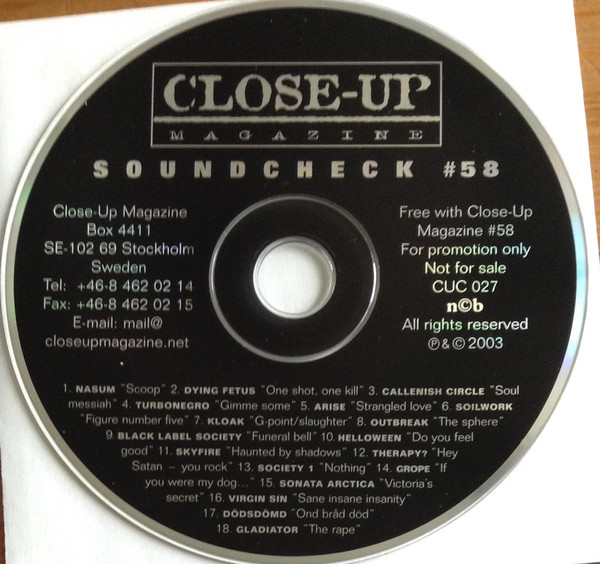 CLOSE-UP
MAGAZINE
SOUNDCHECK #58
Close-Up Magazine
Box 4411
SE-102 69 Stockholm
Sweden
Tel: +46-8 462 02 14
Fax: +46-8 462 02 15
E-mail: mail@
closeupmagazine.net
Free with Close-Up
Magazine #58
For promotion only
Not for sale
CUC 027
n©b
All rights reserved
℗ & © 2003
1. NASUM "Scoop" 2. DYING FETUS "One shot, one kill" 3. CALLENISH CIRCLE "Soul
messiah" 4. TURBONEGRO "Gimme some" 5. ARISE "Strangled love" 6. SOILWORK
"Figure number five" 7. KLOAK "G-point/slaughter" 8. OUTBREAK "The sphere"
9. BLACK LABEL SOCIETY "Funeral bell" 10. HELLOWEEN "Do you feel
good" 11. SKYFIRE "Haunted by shadows" 12. THERAPY? "Hey
Satan – you rock" 13. SOCIETY 1 "Nothing" 14. GROPE "If
you were my dog..." 15. SONATA ARCTICA "Victoria's
secret" 16. VIRGIN SIN "Sane insane insanity"
17. DÖDSDÖMD "Ond bråd död"
18. GLADIATOR "The rape"